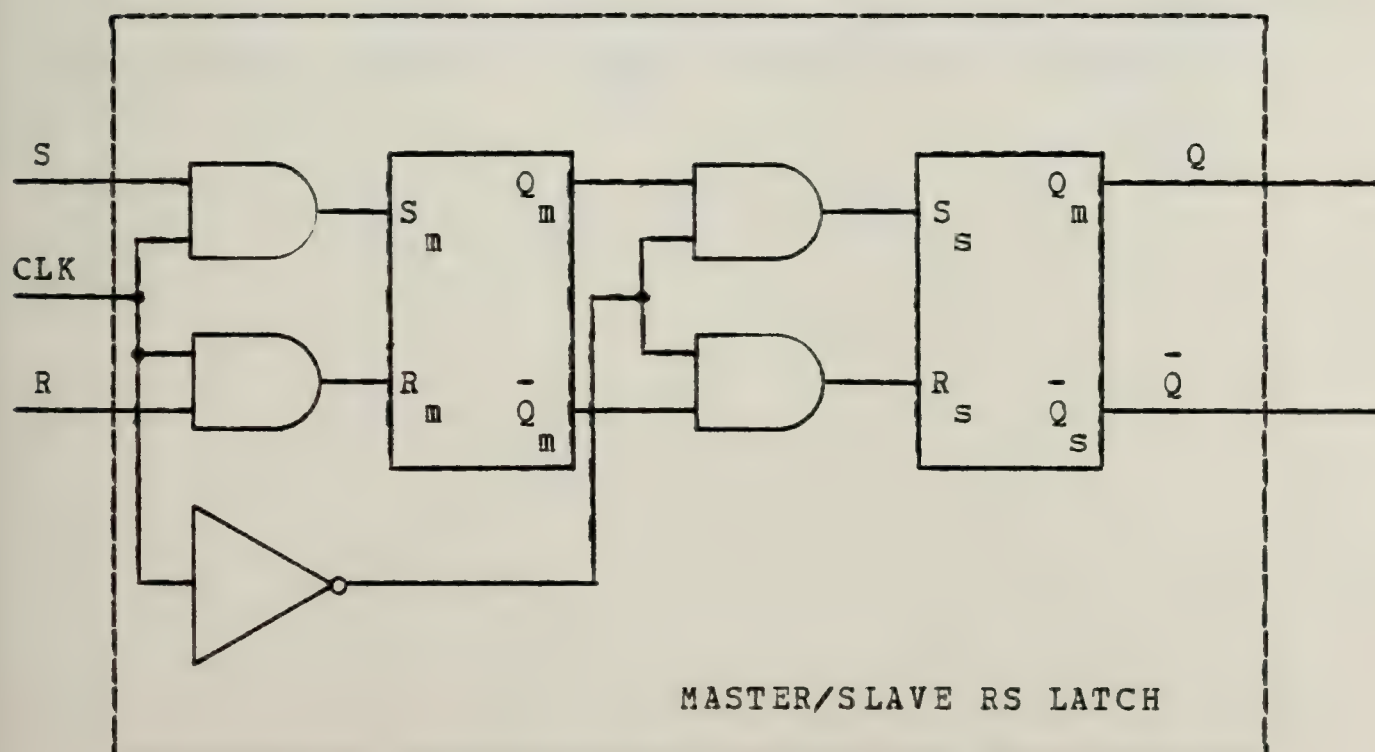 S
CLK
R
S m
R m
Q m
Q̄ m
S s
R s
Q m
Q̄ s
Q
Q̄
MASTER/SLAVE RS LATCH